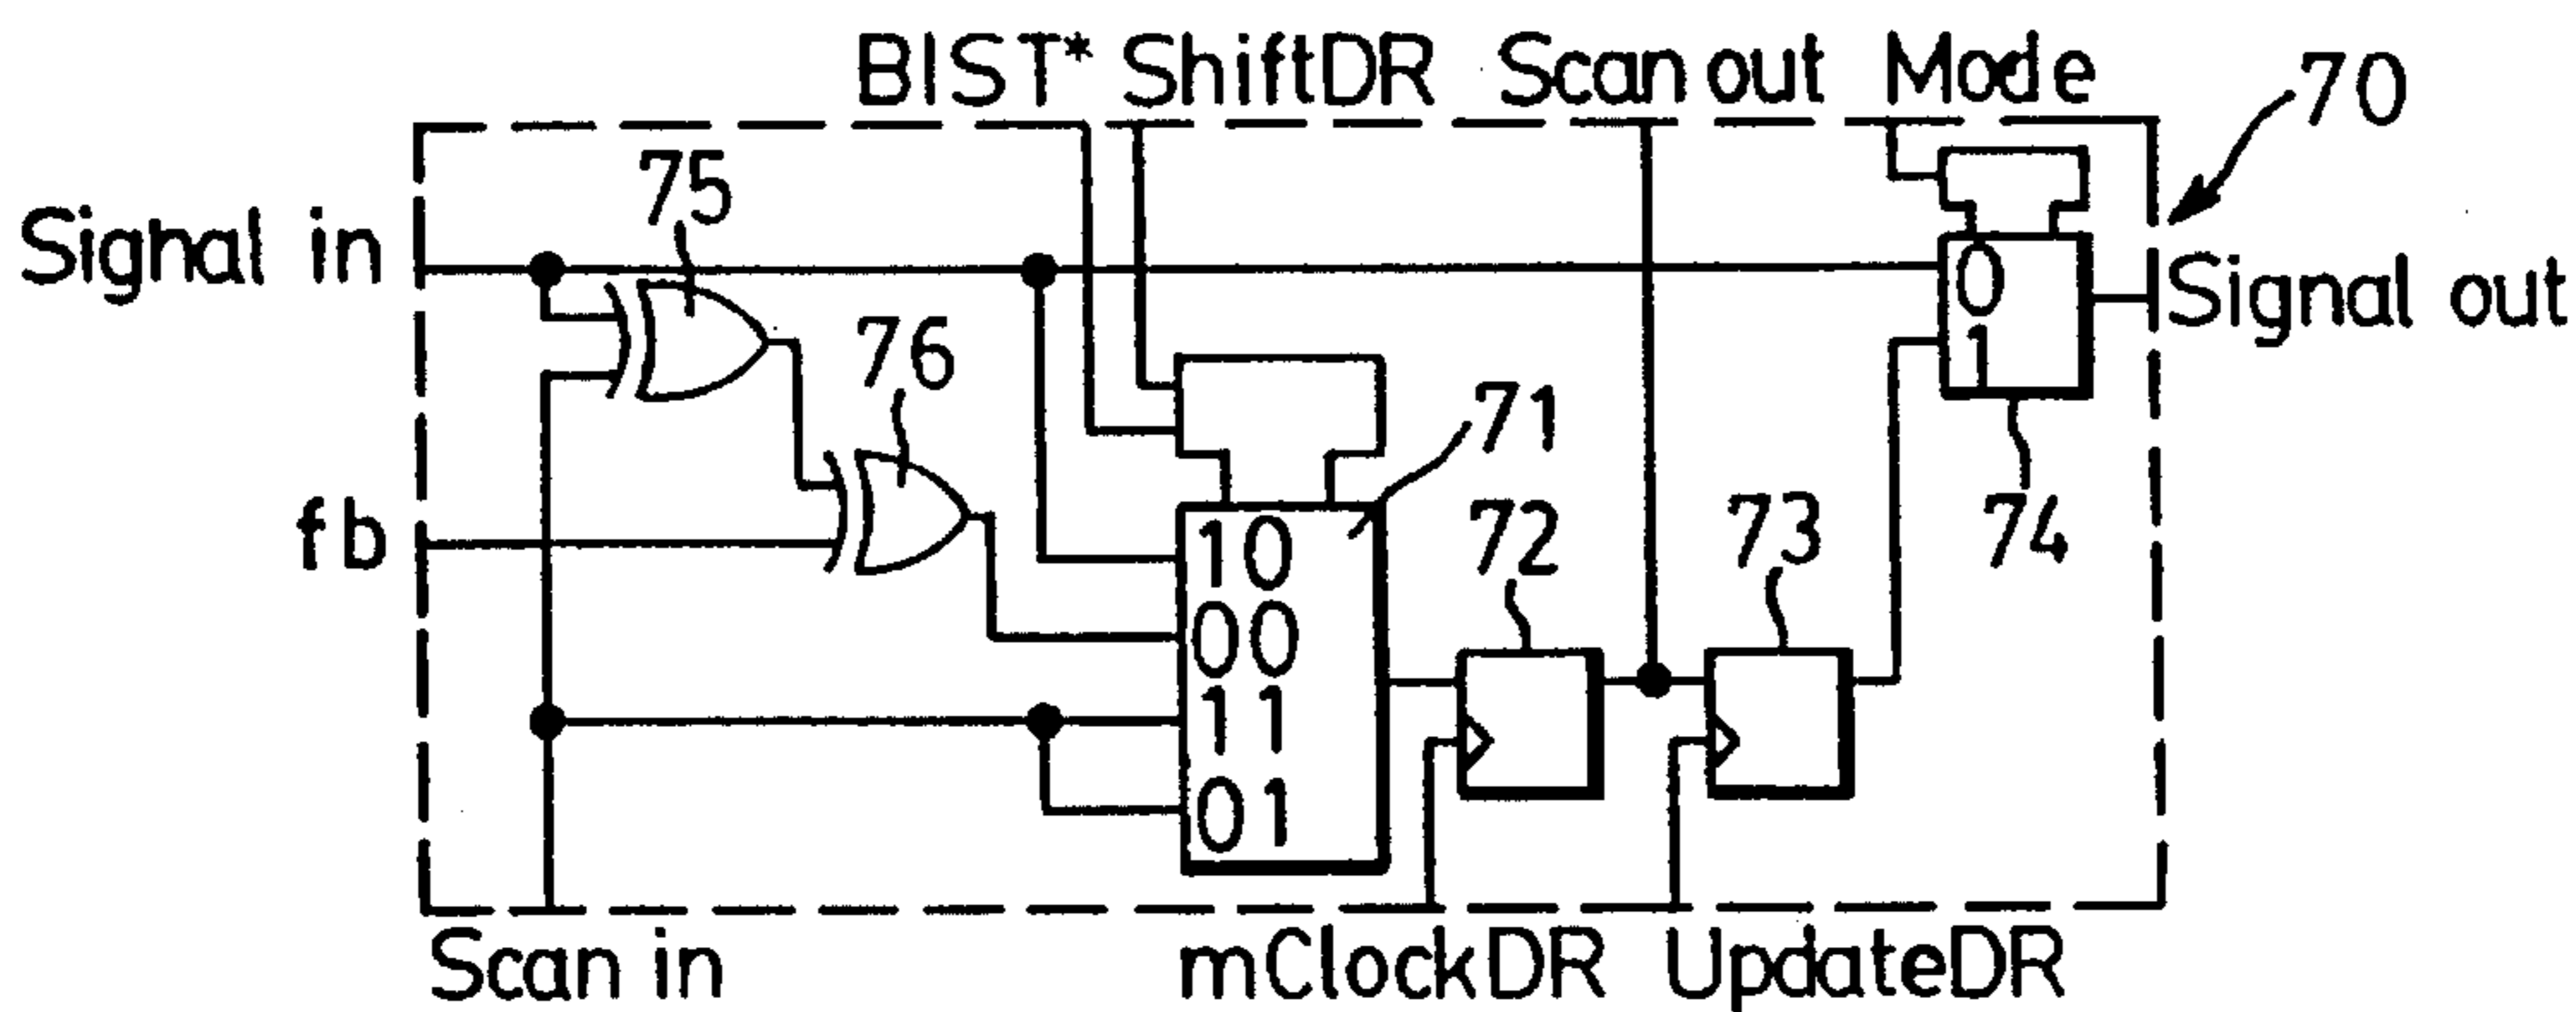 BIST* ShiftDR Scan out Mode
70
75
Signal in
Signal out
0
1
76
fb
71
72
73
74
10
00
11
01
Scan in
mClockDR UpdateDR